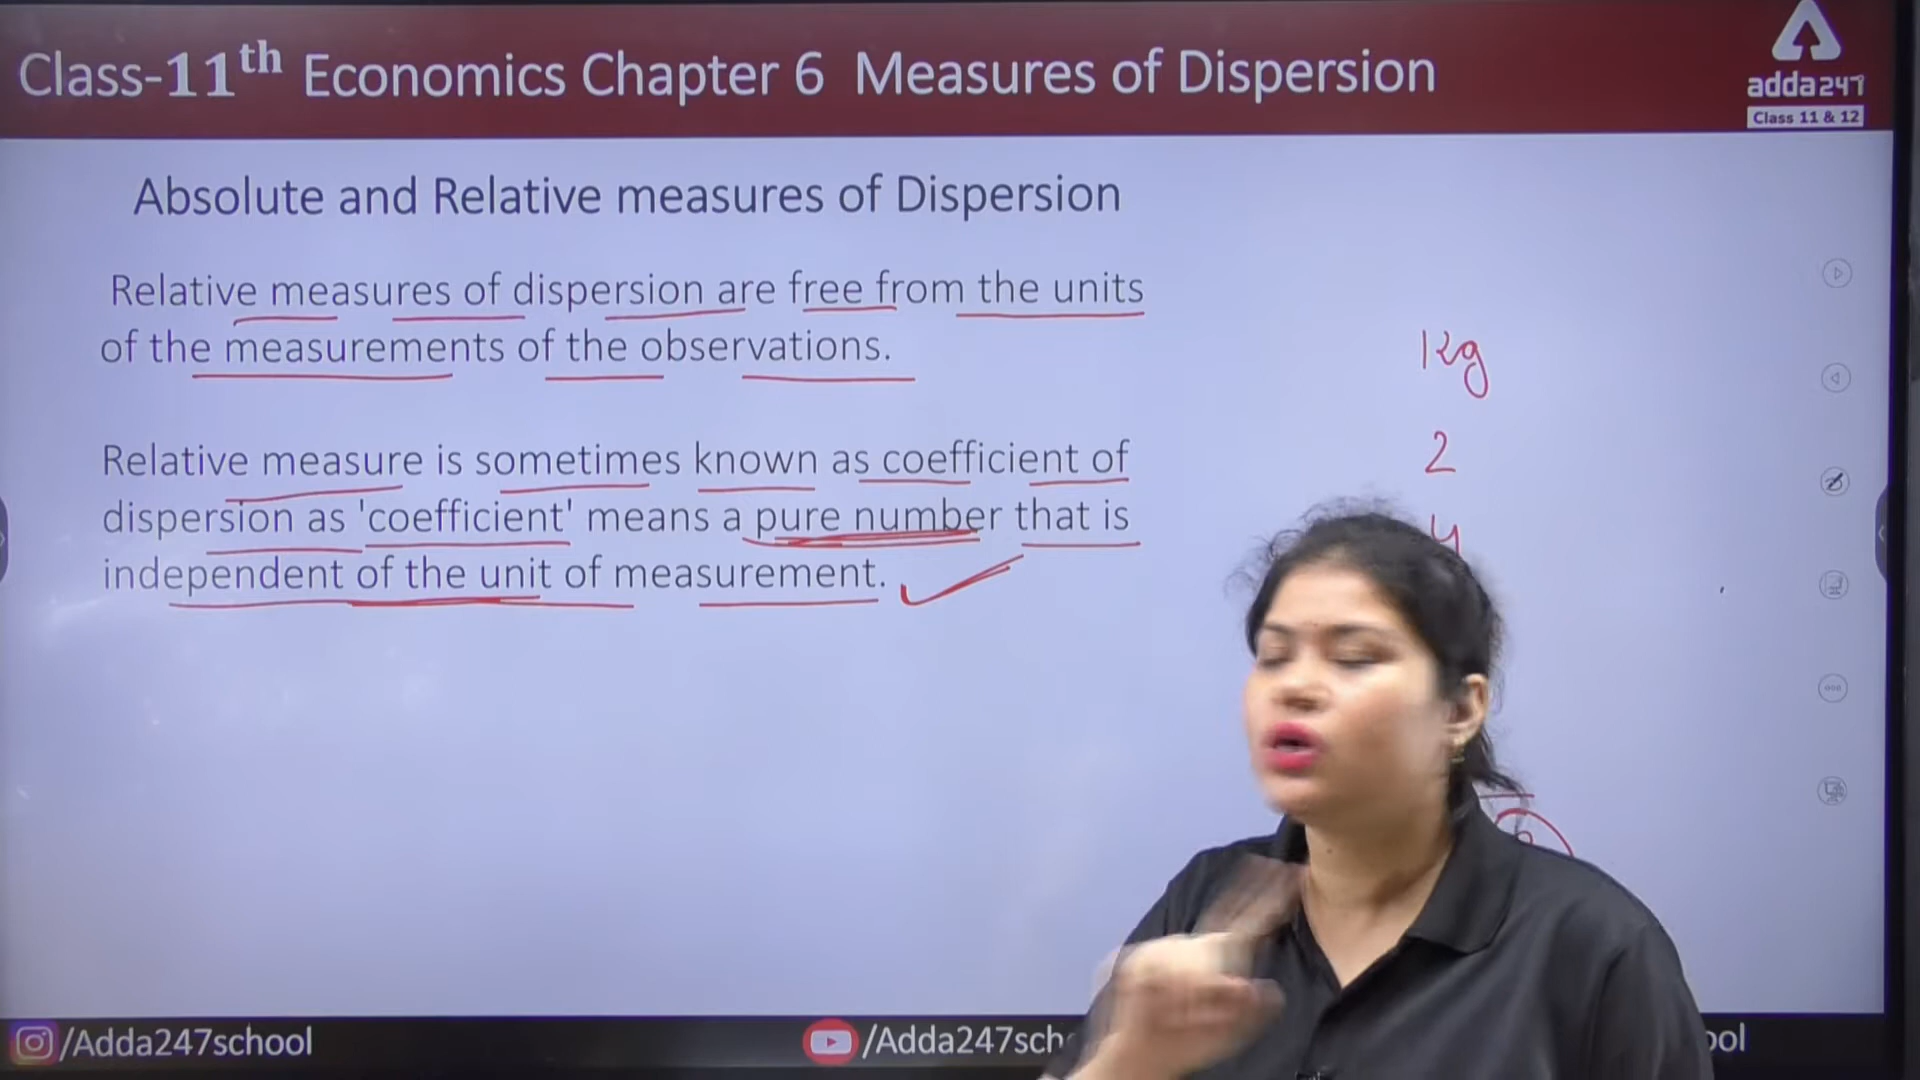 Class-11th Economics Chapter 6 Measures of Dispersion
adda247
Class 11 & 12
Absolute and Relative measures of Dispersion
Relative measures of dispersion are free from the units
of the measurements of the observations.
Relative measure is sometimes known as coefficient of
dispersion as 'coefficient' means a pure number that is
independent of the unit of measurement.
Kg
2
4
/Adda247school
/Adda247sch
ool